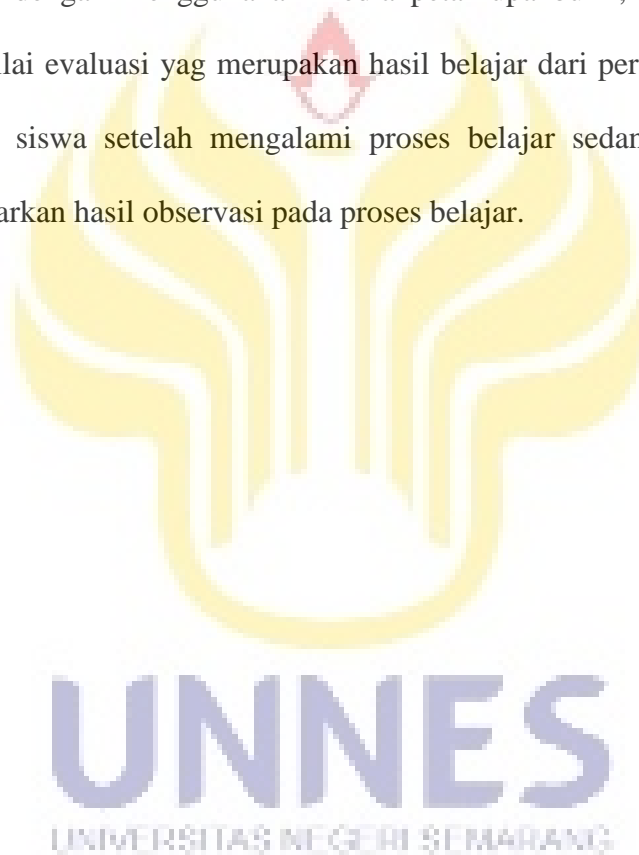 ilai evaluasi yag merupakan hasil belajar dari per
siswa setelah mengalami proses belajar sedan
arkan hasil observasi pada proses belajar.
UNNES
UNIVERSITAS NEGERI SEMARANG